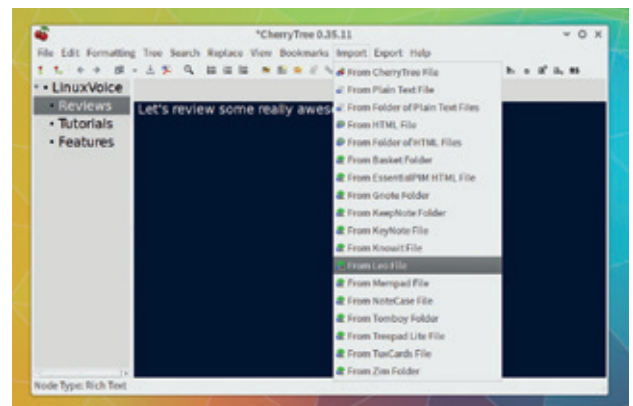 *CherryTree 0.35.11
File Edit Formatting Tree Search Replace View Bookmarks Import Export Help
LinuxVoice
Reviews
Tutorials
Features
Let's review some really awes
From CherryTree File
From Plain Text File
From Folder of Plain Text Files
From HTML File
From Folder of HTML Files
From Basket Folder
From EssentialPIM HTML File
From Gnote Folder
From KeepNote Folder
From KeyNote File
From Knowit File
From Leo File
From Mempad File
From NoteCase File
From Tomboy Folder
From Treepad Lite File
From TuxCards File
From Zim Folder
Node Type: Rich Text